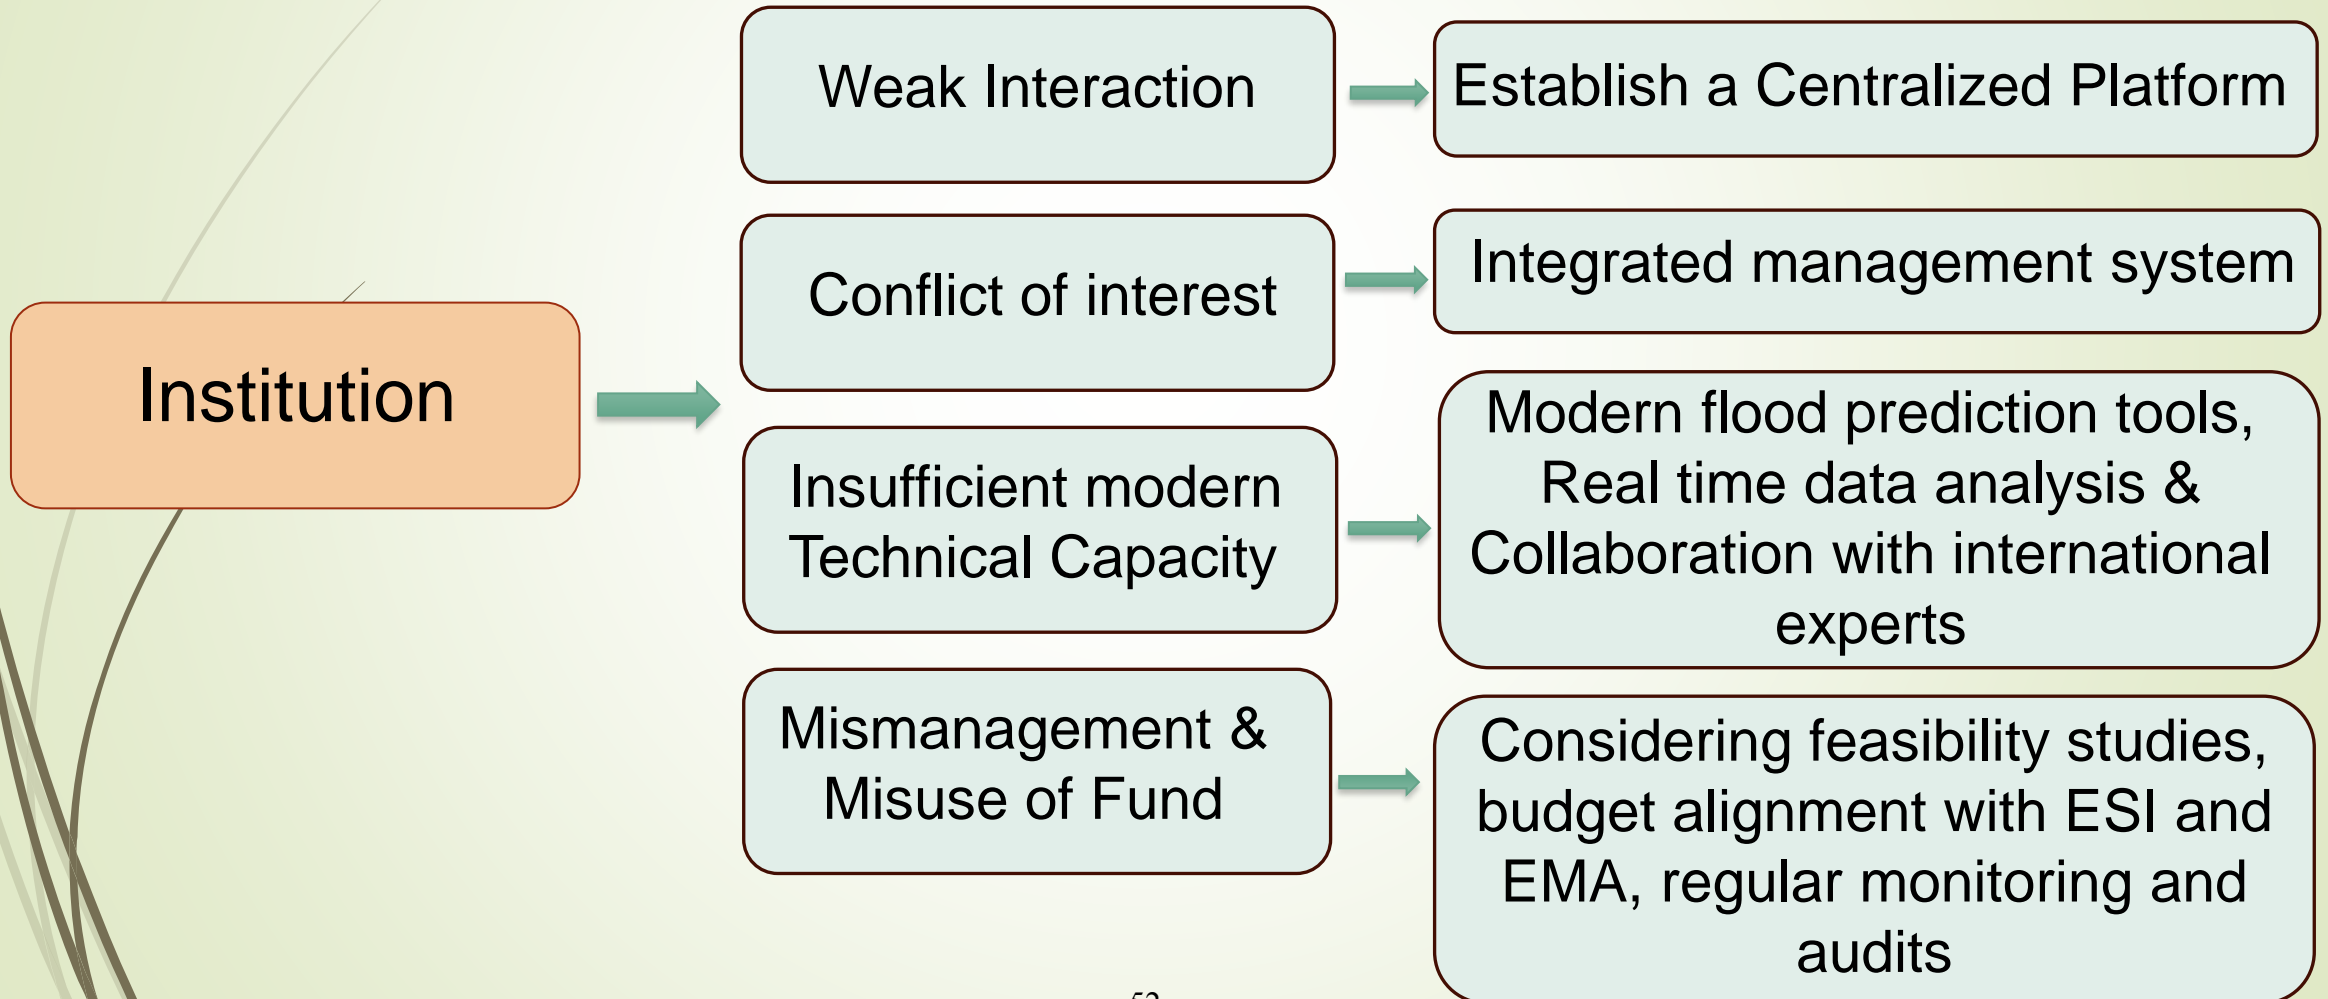 Institution
Weak Interaction
Establish a Centralized Platform
Conflict of interest
Integrated management system
Insufficient modern
Technical Capacity
Modern flood prediction tools,
Real time data analysis &
Collaboration with international
experts
Mismanagement &
Misuse of Fund
Considering feasibility studies,
budget alignment with ESI and
EMA, regular monitoring and
audits
52